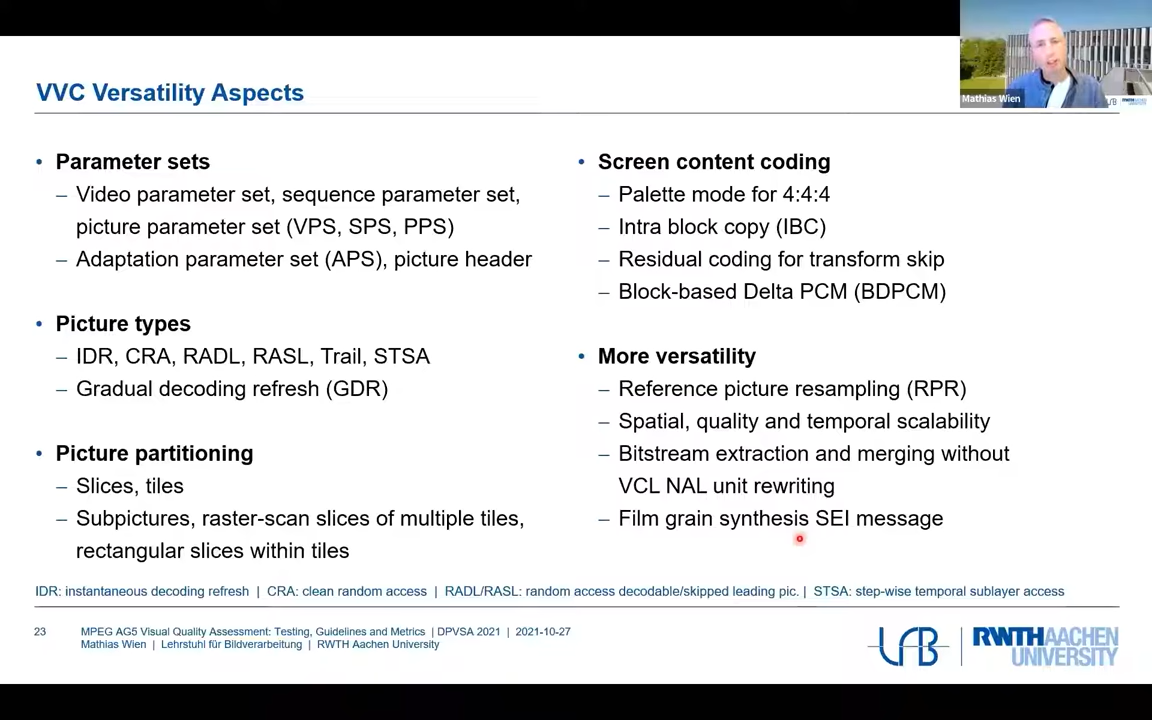 Mathias Wien
RWTH AACHEN
UNIVERSITY
VVC Versatility Aspects
• Parameter sets
– Video parameter set, sequence parameter set,
picture parameter set (VPS, SPS, PPS)
– Adaptation parameter set (APS), picture header
• Picture types
– IDR, CRA, RADL, RASL, Trail, STSA
– Gradual decoding refresh (GDR)
• Picture partitioning
– Slices, tiles
– Subpictures, raster-scan slices of multiple tiles,
rectangular slices within tiles
• Screen content coding
– Palette mode for 4:4:4
– Intra block copy (IBC)
– Residual coding for transform skip
– Block-based Delta PCM (BDPCM)
• More versatility
– Reference picture resampling (RPR)
– Spatial, quality and temporal scalability
– Bitstream extraction and merging without
VCL NAL unit rewriting
– Film grain synthesis SEI message
IDR: instantaneous decoding refresh | CRA: clean random access | RADL/RASL: random access decodable/skipped leading pic. | STSA: step-wise temporal sublayer access
23 MPEG AG5 Visual Quality Assessment: Testing, Guidelines and Metrics | DPVSA 2021 | 2021-10-27
Mathias Wien | Lehrstuhl für Bildverarbeitung | RWTH Aachen University
LfB
RWTHAACHEN
UNIVERSITY